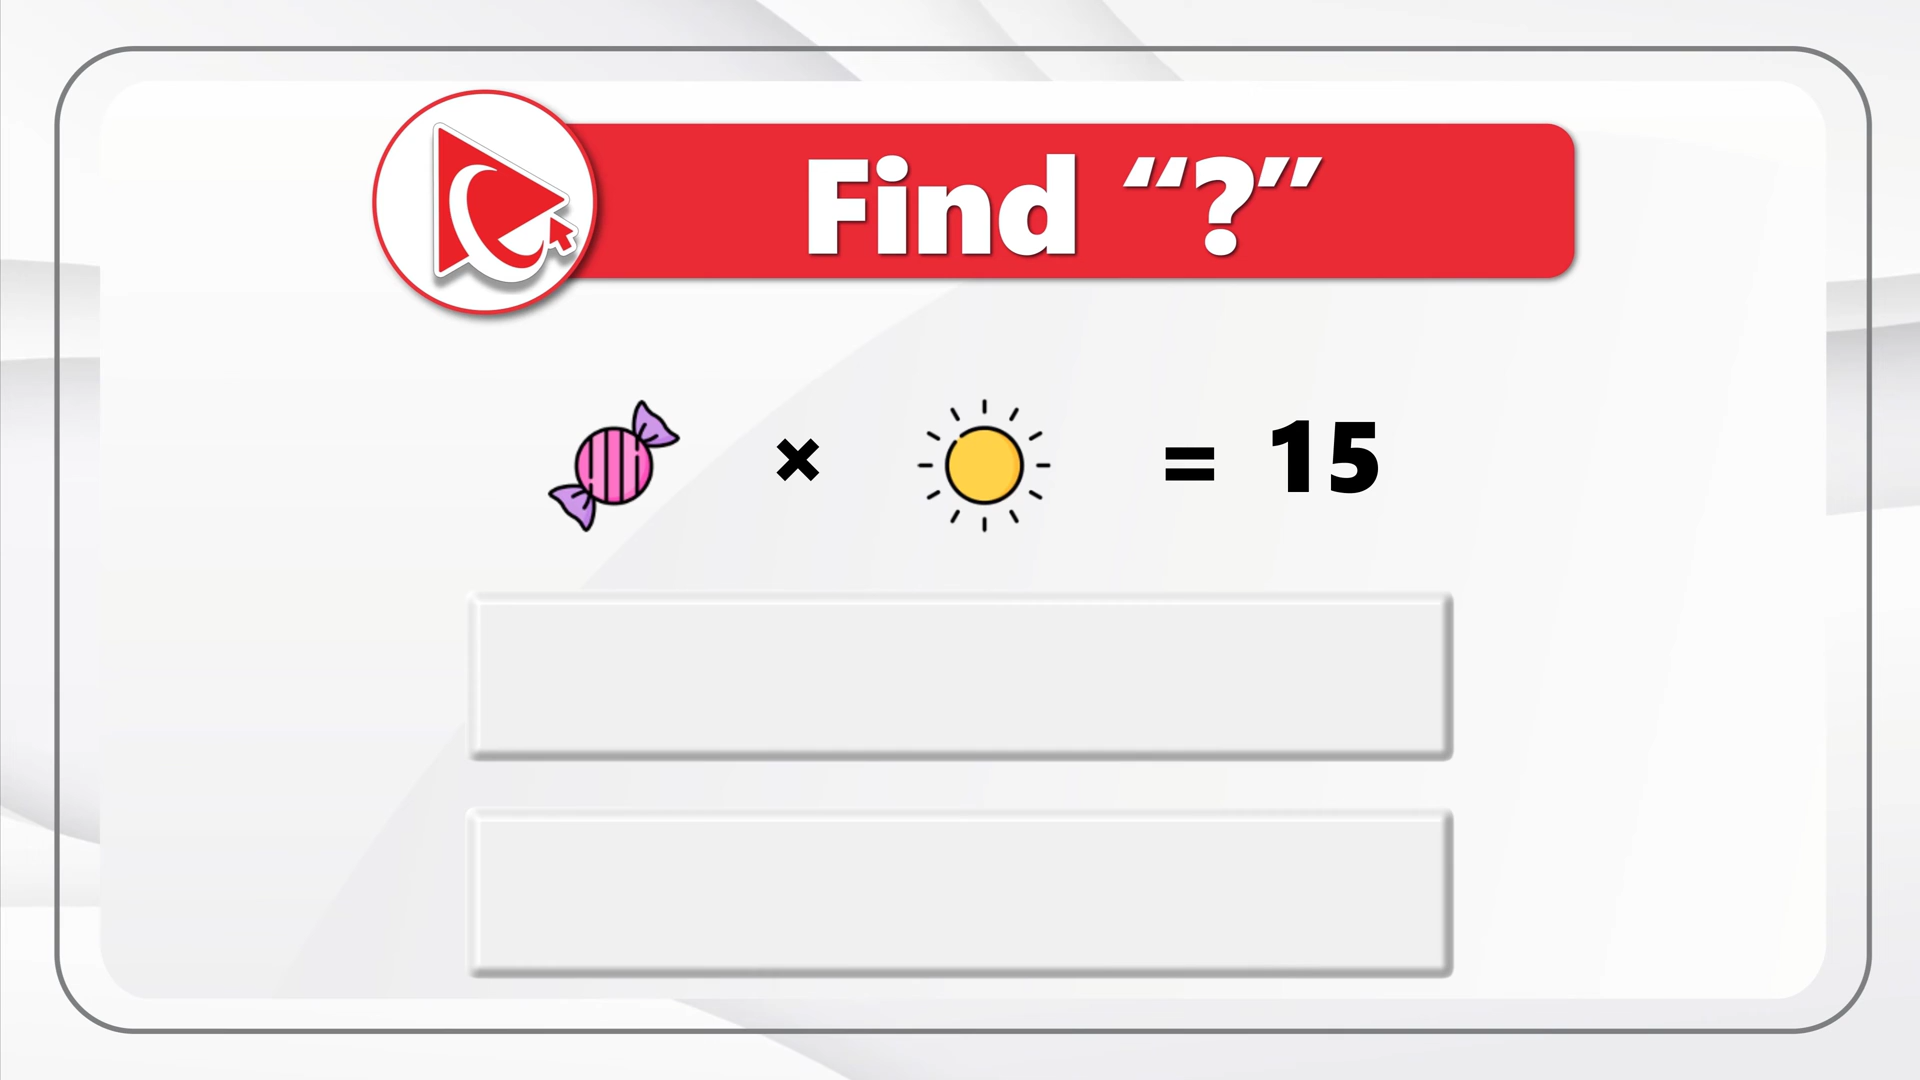 Find “?”
× = 15